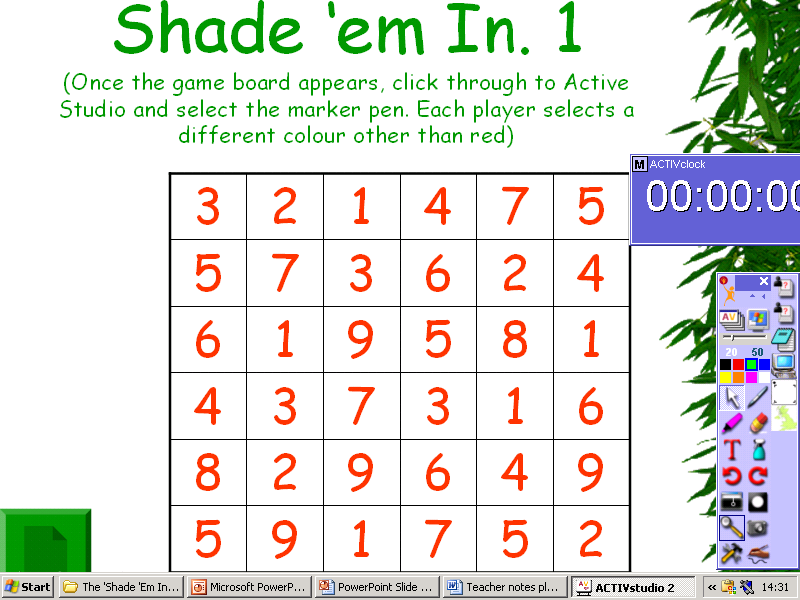 Shade ‘em In. 1
(Once the game board appears, click through to Active
Studio and select the marker pen. Each player selects a
different colour other than red)
M ACTIVclock
00:00:00
3 2 1 4 7 5
5 7 3 6 2 4
6 1 9 5 8 1
4 3 7 3 1 6
8 2 9 6 4 9
5 9 1 7 5 2
AV
20 50
T
Start
The 'Shade 'Em In...
Microsoft PowerP...
PowerPoint Slide ...
Teacher notes pl...
ACTIVstudio 2
14:31